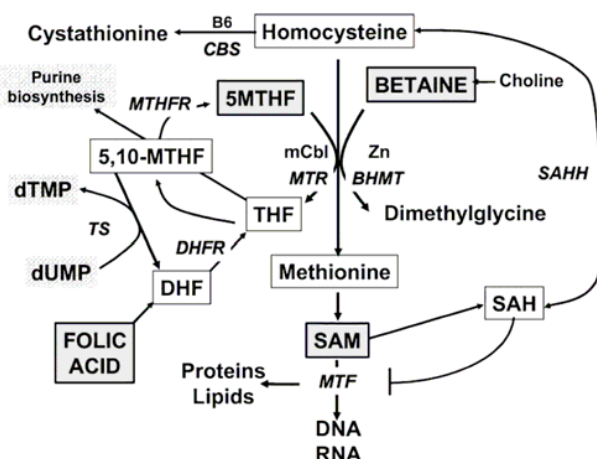 B6
Cystathionine
Homocysteine
CBS
Purine
biosynthesis
MTHFR
5MTHF
BETAINE
Choline
5,10-MTHF
mCbl
Zn
MTR
BHMT
SAHH
dTMP
THF
Dimethylglycine
TS
DHFR
dUMP
DHF
Methionine
SAH
FOLIC
ACID
SAM
Proteins
Lipids
MTF
DNA
RNA